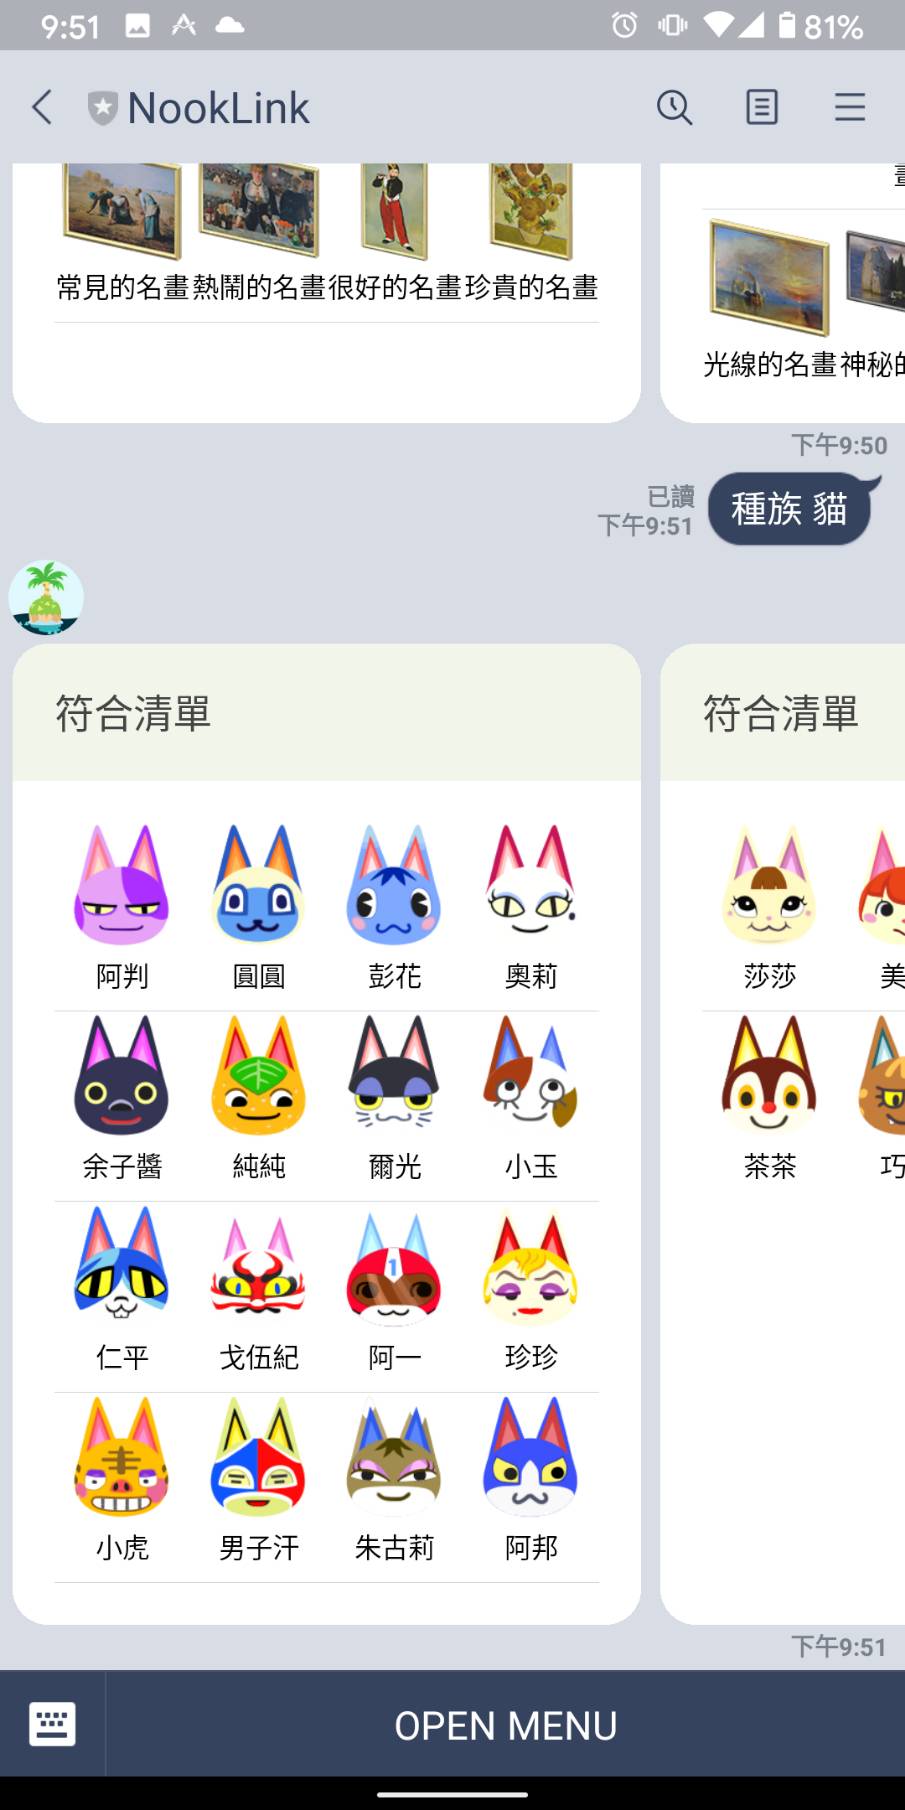 9:51
81%
NookLink
常見的名畫 熱鬧的名畫 很好的名畫 珍貴的名畫
光線的名畫 神秘的
下午9:50
已讀
下午9:51
種族 貓
符合清單
阿判 圓圓 彭花 奧莉
余子醬 純純 爾光 小玉
仁平 戈伍紀 阿一 珍珍
1
小虎 男子汗 朱古莉 阿邦
符合清單
莎莎 美
茶茶 巧
下午9:51
OPEN MENU